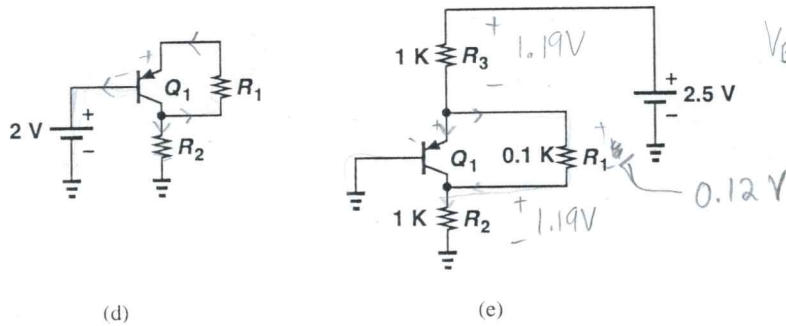 2 V
+
−
+
Q1
R1
R2
(d)
1 K
R3
+
1.19V
−
+
−
2.5 V
+
Q1
0.1 K
R1
+
0.12 V
1 K
R2
+
1.19V
−
(e)